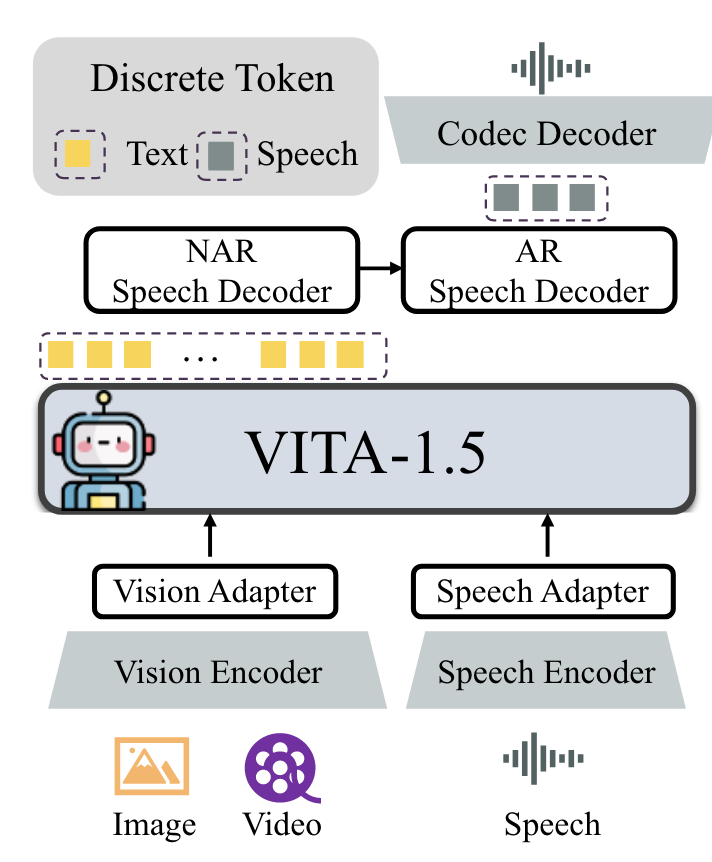 Discrete Token
Text Speech
Codec Decoder
NAR
Speech Decoder
AR
Speech Decoder
...
VITA-1.5
Vision Adapter
Speech Adapter
Vision Encoder
Speech Encoder
Image
Video
Speech